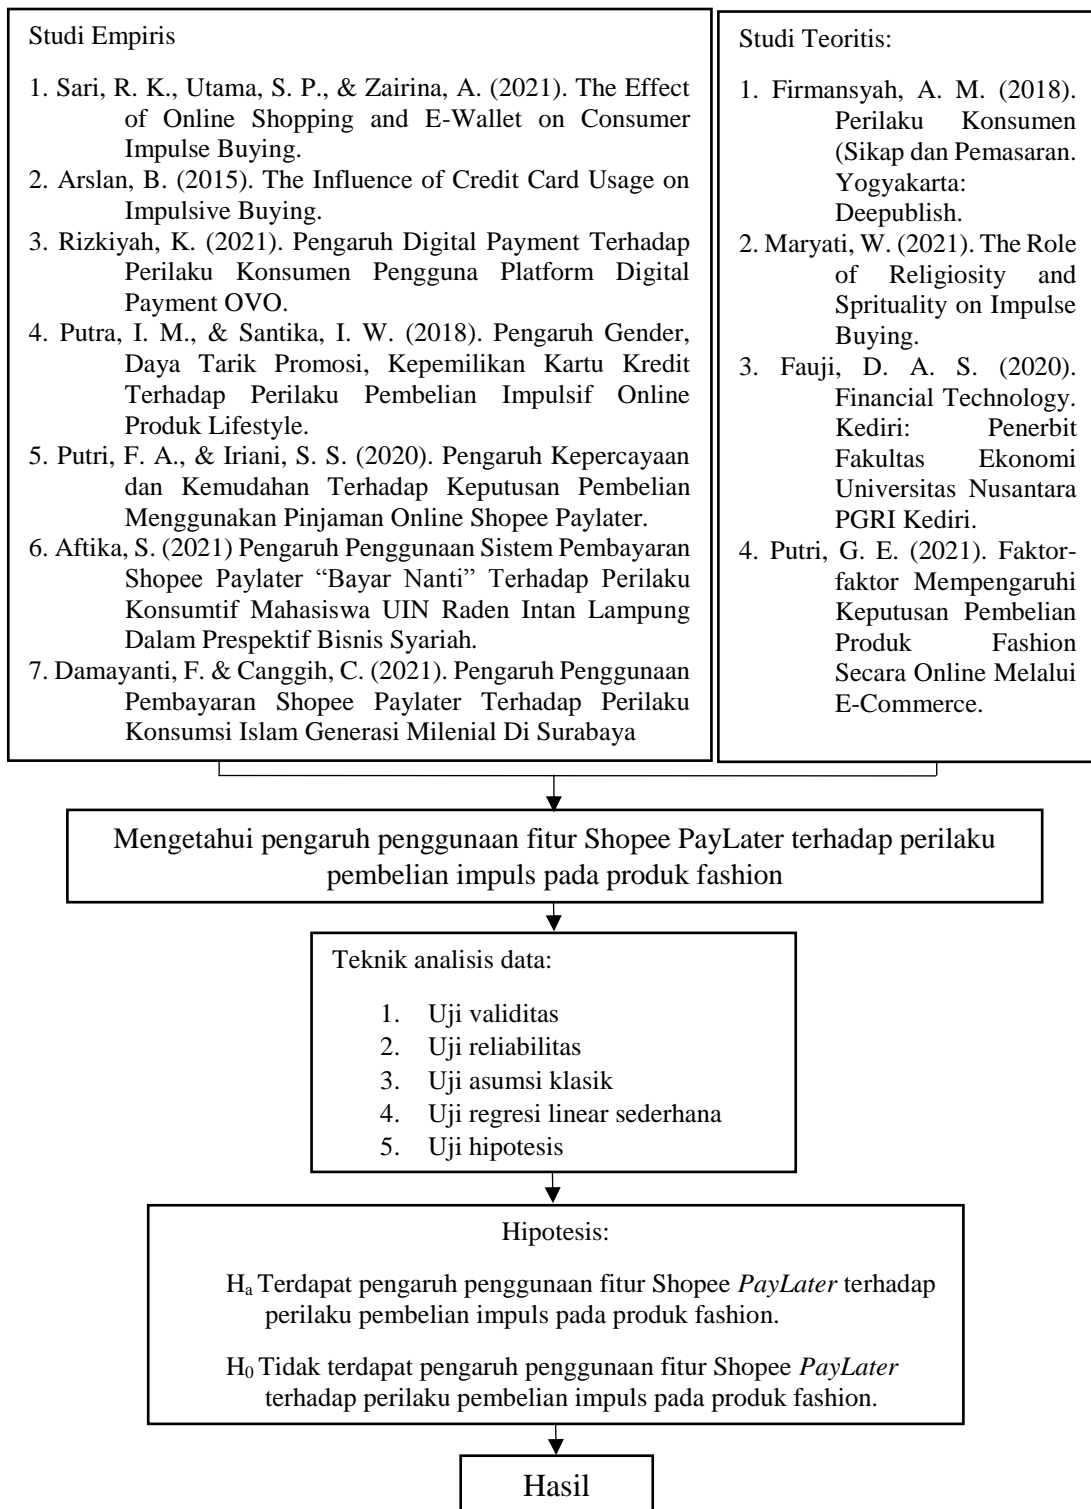 Studi Empiris
1. Sari, R. K., Utama, S. P., & Zairina, A. (2021). The Effect
of Online Shopping and E-Wallet on Consumer
Impulse Buying.
2. Arslan, B. (2015). The Influence of Credit Card Usage on
Impulsive Buying.
3. Rizkiyah, K. (2021). Pengaruh Digital Payment Terhadap
Perilaku Konsumen Pengguna Platform Digital
Payment OVO.
4. Putra, I. M., & Santika, I. W. (2018). Pengaruh Gender,
Daya Tarik Promosi, Kepemilikan Kartu Kredit
Terhadap Perilaku Pembelian Impulsif Online
Produk Lifestyle.
5. Putri, F. A., & Iriani, S. S. (2020). Pengaruh Kepercayaan
dan Kemudahan Terhadap Keputusan Pembelian
Menggunakan Pinjaman Online Shopee Paylater.
6. Aftika, S. (2021) Pengaruh Penggunaan Sistem Pembayaran
Shopee Paylater “Bayar Nanti” Terhadap Perilaku
Konsumtif Mahasiswa UIN Raden Intan Lampung
Dalam Prespektif Bisnis Syariah.
7. Damayanti, F. & Canggih, C. (2021). Pengaruh Penggunaan
Pembayaran Shopee Paylater Terhadap Perilaku
Konsumsi Islam Generasi Milenial Di Surabaya
Studi Teoritis:
1. Firmansyah, A. M. (2018).
Perilaku Konsumen
(Sikap dan Pemasaran.
Yogyakarta:
Deepublish.
2. Maryati, W. (2021). The Role
of Religiosity and
Sprituality on Impulse
Buying.
3. Fauji, D. A. S. (2020).
Financial Technology.
Kediri: Penerbit
Fakultas Ekonomi
Universitas Nusantara
PGRI Kediri.
4. Putri, G. E. (2021). Faktor-
faktor Mempengaruhi
Keputusan Pembelian
Produk Fashion
Secara Online Melalui
E-Commerce.
Mengetahui pengaruh penggunaan fitur Shopee PayLater terhadap perilaku
pembelian impuls pada produk fashion
Teknik analisis data:
1. Uji validitas
2. Uji reliabilitas
3. Uji asumsi klasik
4. Uji regresi linear sederhana
5. Uji hipotesis
Hipotesis:
Ha Terdapat pengaruh penggunaan fitur Shopee PayLater terhadap
perilaku pembelian impuls pada produk fashion.
H0 Tidak terdapat pengaruh penggunaan fitur Shopee PayLater
terhadap perilaku pembelian impuls pada produk fashion.
Hasil